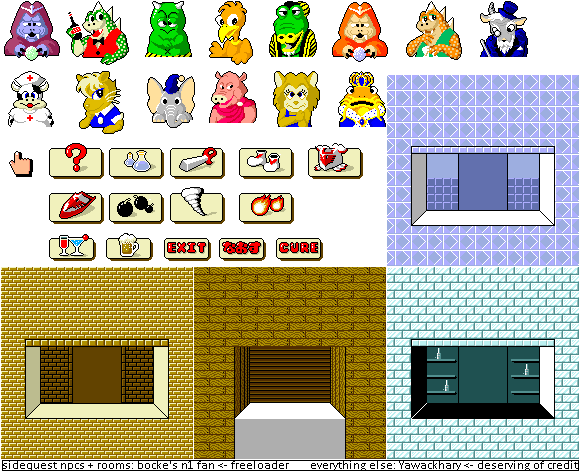 ?
EXIT
なおす
CURE
sidequest npcs + rooms: bocke's n1 fan <- freeloader
everything else: Yawackhary <- deserving of credit